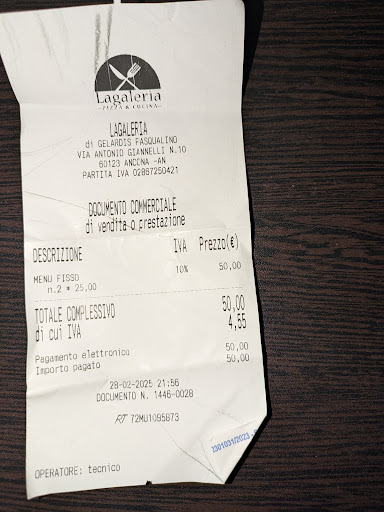 Lagaleria
PIZZA & CUCINA
LAGALERIA
di GELARDIS PASQUALINO
VIA ANTONIO GIANNELLI N.10
60123 ANCONA -AN
PARTITA IVA 02867250421
DOCUMENTO COMMERCIALE
di vendita o prestazione
DESCRIZIONE IVA Prezzo(€)
MENU FISSO 10% 50,00
n.2 * 25,00
TOTALE COMPLESSIVO 50,00
di cui IVA 4,55
Pagamento elettronico 50,00
Importo pagato 50,00
28-02-2025 21:56
DOCUMENTO N. 1446-0028
RT 72MU1095873
OPERATORE: tecnico